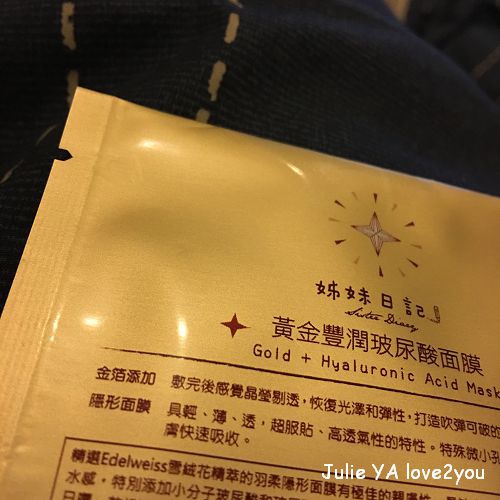 姊妹日記
Sister Diary
黃金豐潤玻尿酸面膜
Gold + Hyaluronic Acid Mask
金箔添加 敷完後感覺晶瑩剔透，恢復光澤和彈性，打造吹彈可破的
隱形面膜 具輕、薄、透，超服貼、高透氣性的特性。特殊微小孔
膚快速吸收。
精選Edelweiss雪絨花精萃的羽柔隱形面膜有極佳的
水感，特別添加小分子玻尿酸和玻尿
Julie YA love2you